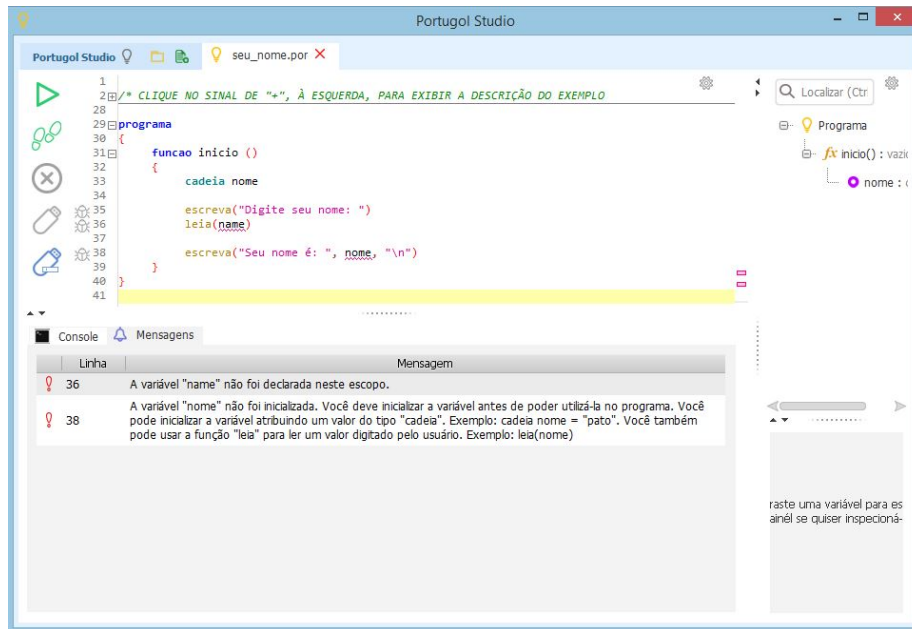 Portugol Studio
Portugol Studio
seu_nome.por
1
2 /* CLIQUE NO SINAL DE "+", À ESQUERDA, PARA EXIBIR A DESCRIÇÃO DO EXEMPLO
28
29 programa
30 {
31 funcao inicio ()
32 {
33 cadeia nome
34
35 escreva("Digite seu nome: ")
36 leia(name)
37
38 escreva("Seu nome é: ", nome, "\n")
39 }
40 }
41
Localizar (Ctr
Programa
fx inicio() : vazio
nome : c
Console
Mensagens
Linha Mensagem
36 A variável "name" não foi declarada neste escopo.
38 A variável "nome" não foi inicializada. Você deve inicializar a variável antes de poder utilizá-la no programa. Você
pode inicializar a variável atribuindo um valor do tipo "cadeia". Exemplo: cadeia nome = "pato". Você também
pode usar a função "leia" para ler um valor digitado pelo usuário. Exemplo: leia(nome)
raste uma variável para es
ainél se quiser inspecioná-